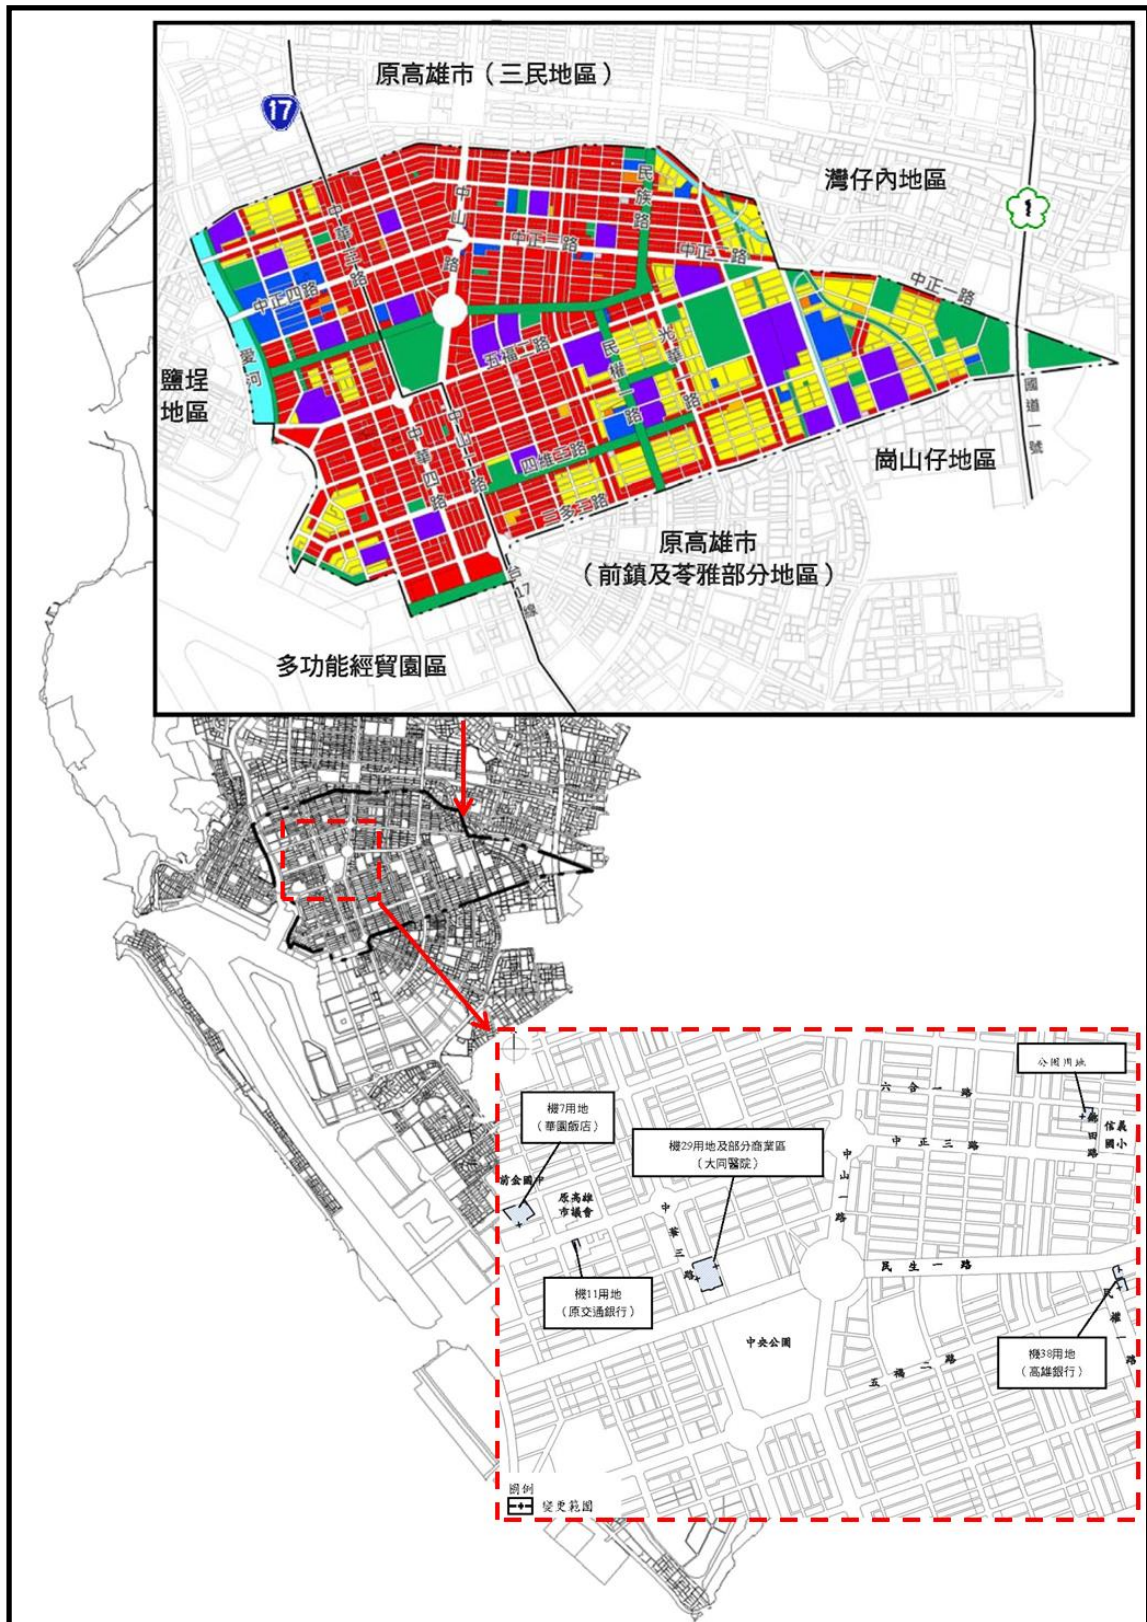 原高雄市（三民地區）
17
灣仔內地區
1
民族路
中山一路
中華三路
中正二路
中正二路
中正一路
中正四路
愛河
鹽埕
地區
五福二路
民權一路
光華一路
國道一號
中華四路
中山二路
四維三路
三多三路
崗山仔地區
原高雄市
（前鎮及苓雅部分地區）
台17線
多功能經貿園區
公園用地
六合一路
機7用地
（華園飯店）
機29用地及部分商業區
（大同醫院）
中正三路
信義
國小
前金國中
原高雄
市議會
中山一路
中華三路
民生一路
機11用地
（原交通銀行）
中央公園
民權一路
機38用地
（高雄銀行）
五福二路
圖例
變更範圍